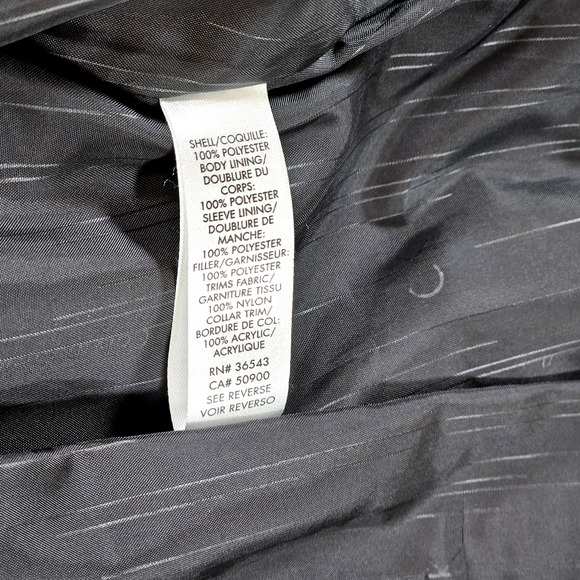 SHELL/COQUILLE:
100% POLYESTER
BODY LINING/
DOUBLURE DU
CORPS:
100% POLYESTER
SLEEVE LINING/
DOUBLURE DE
MANCHE:
100% POLYESTER
FILLER/GARNISSEUR:
100% POLYESTER
TRIMS FABRIC/
GARNITURE TISSU
100% NYLON
COLLAR TRIM/
BORDURE DE COL:
100% ACRYLIC/
ACRYLIQUE
RN# 36543
CA# 50900
SEE REVERSE
VOIR REVERSO